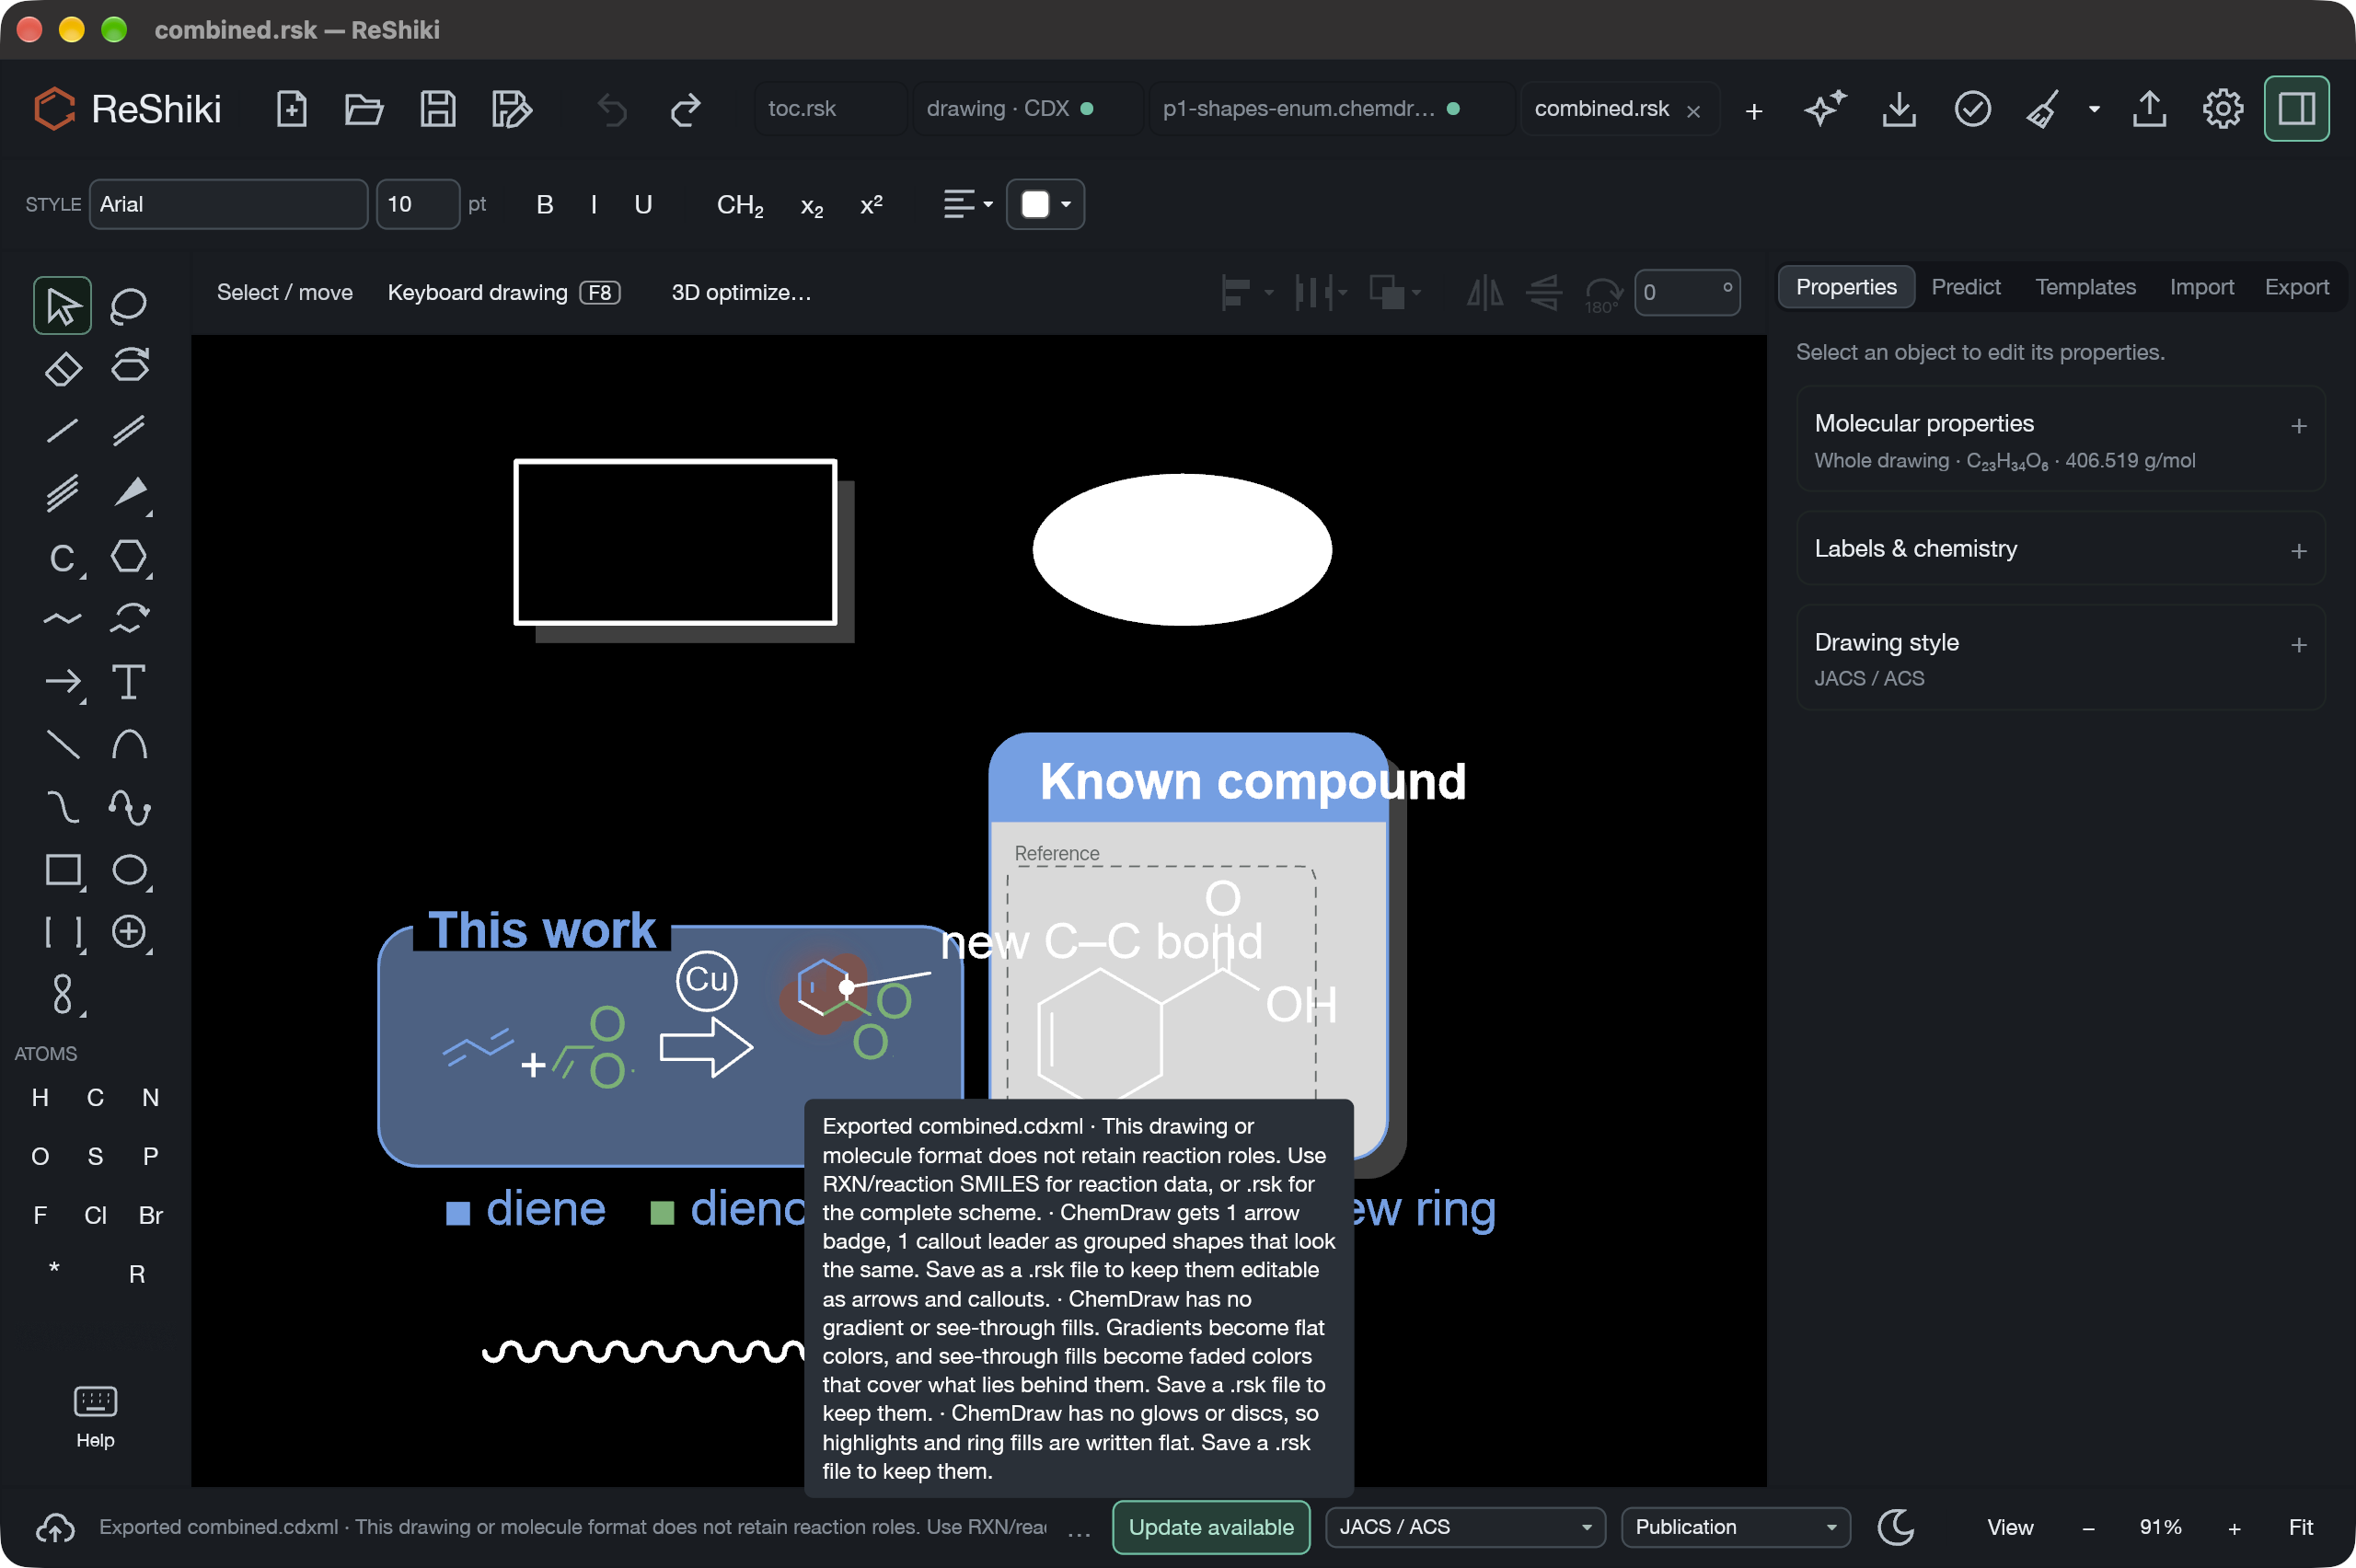 combined.rsk — ReShiki
ReShiki
toc.rsk
drawing · CDX
p1-shapes-enum.chemdr...
combined.rsk ×
+
STYLE Arial 10 pt B I U CH₂ x₂ x²
Select / move Keyboard drawing F8 3D optimize...
180°
0 °
Properties Predict Templates Import Export
Select an object to edit its properties.
Molecular properties +
Whole drawing · C₂₃H₃₄O₆ · 406.519 g/mol
Labels & chemistry +
Drawing style +
JACS / ACS
C
T
[ ]
ATOMS
H C N
O S P
F Cl Br
* R
Help
Known compound
Reference
O
OH
This work
new C–C bond
Cu
O
O
+
O
O
diene
dieno
ew ring
Exported combined.cdxml · This drawing or
molecule format does not retain reaction roles. Use
RXN/reaction SMILES for reaction data, or .rsk for
the complete scheme. · ChemDraw gets 1 arrow
badge, 1 callout leader as grouped shapes that look
the same. Save as a .rsk file to keep them editable
as arrows and callouts. · ChemDraw has no
gradient or see-through fills. Gradients become flat
colors, and see-through fills become faded colors
that cover what lies behind them. Save a .rsk file to
keep them. · ChemDraw has no glows or discs, so
highlights and ring fills are written flat. Save a .rsk
file to keep them.
Exported combined.cdxml · This drawing or molecule format does not retain reaction roles. Use RXN/rea ...
Update available
JACS / ACS
Publication
View – 91% + Fit